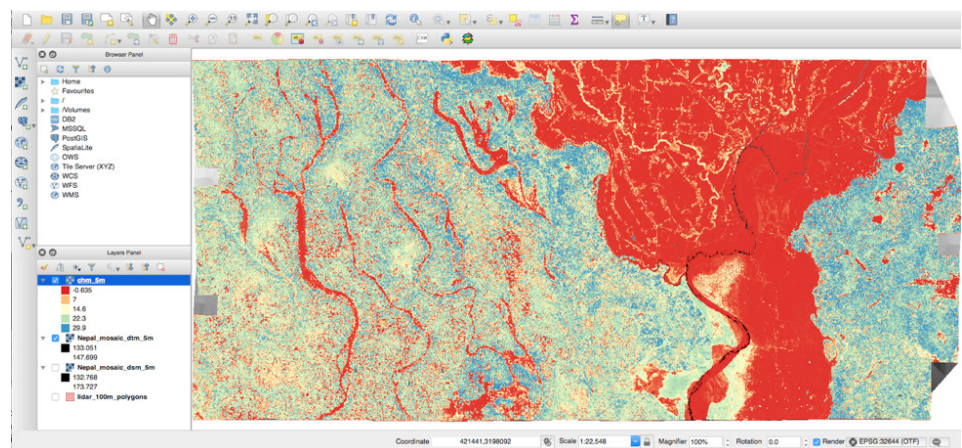 Browser Panel
Home
Favourites
/
/Volumes
DB2
MSSQL
PostGIS
SpatiaLite
OWS
Tile Server (XYZ)
WCS
WFS
WMS
Layers Panel
chm_5m
-0.635
7
14.6
22.3
29.9
Nepal_mosaic_dtm_5m
133.051
147.699
Nepal_mosaic_dsm_5m
132.768
173.727
lidar_100m_polygons
Coordinate 421441,3198092 Scale 1:22,548 Magnifier 100% Rotation 0.0 Render EPSG:32644 (OTF)